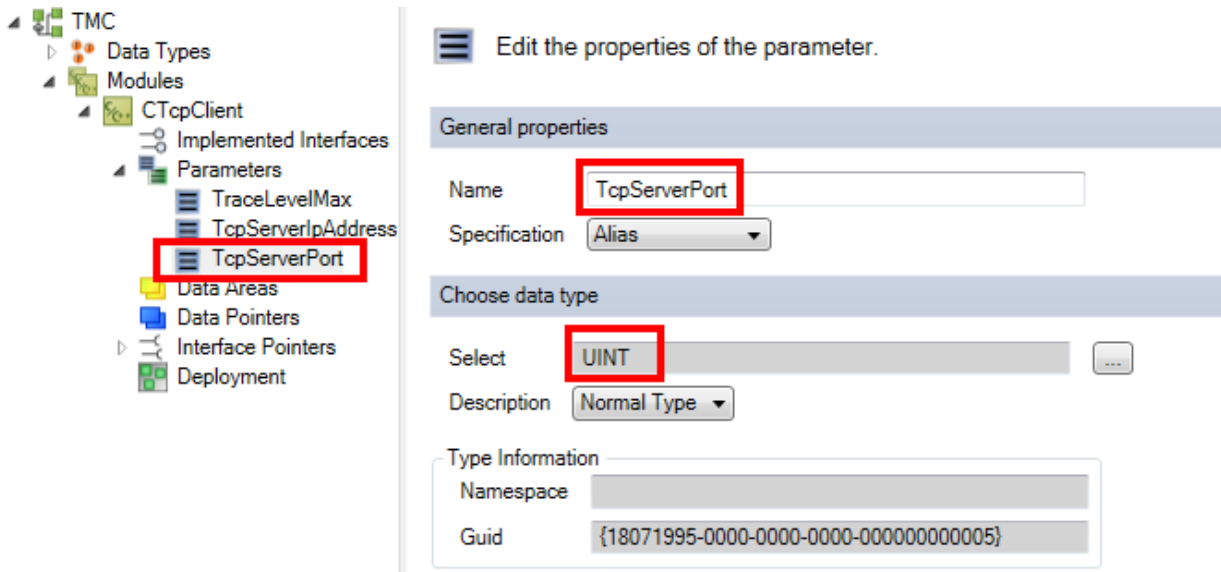 TMC
Data Types
Modules
CTcpClient
Implemented Interfaces
Parameters
TraceLevelMax
TcpServerIpAddress
TcpServerPort
Data Areas
Data Pointers
Interface Pointers
Deployment
Edit the properties of the parameter.
General properties
Name TcpServerPort
Specification Alias
Choose data type
Select UINT ...
Description Normal Type
Type Information
Namespace
Guid {18071995-0000-0000-0000-000000000005}